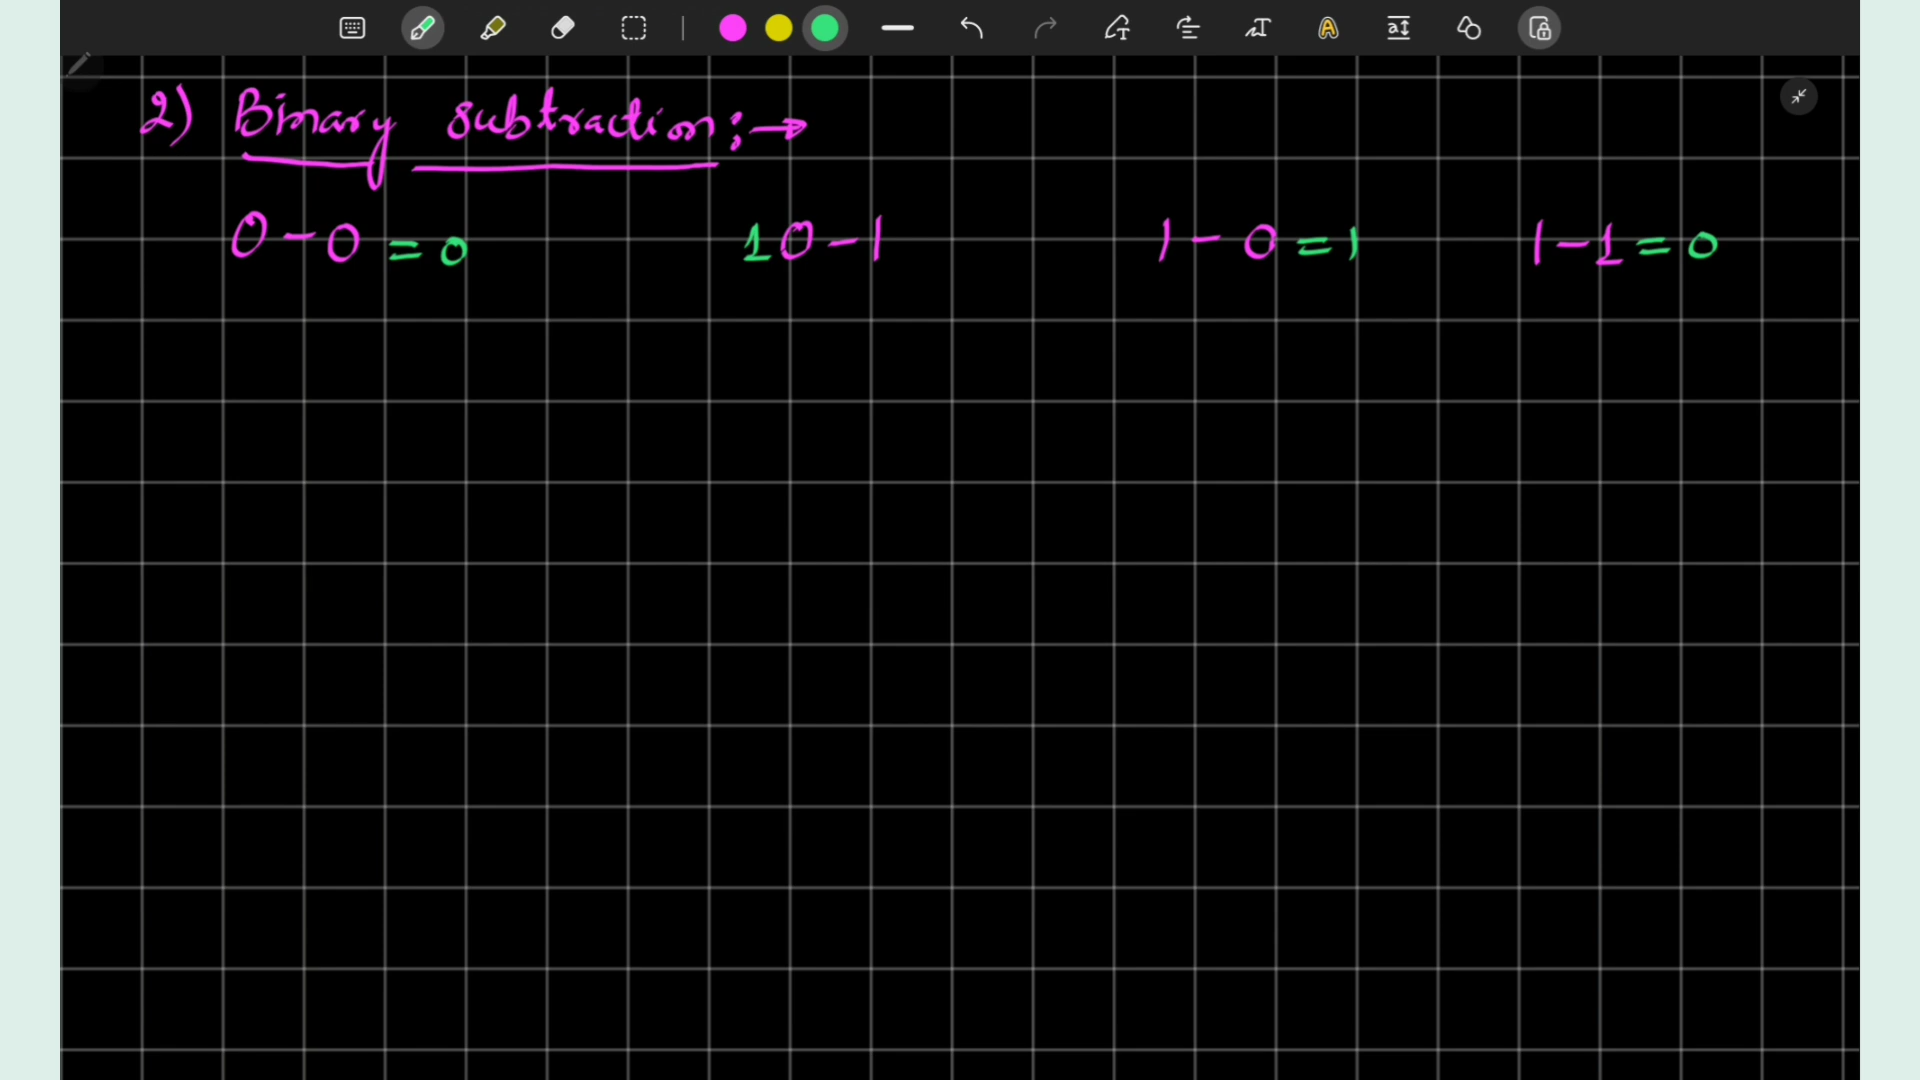 2) Binary subtraction:→
0-0=0 10-1 1-0=1 1-1=0